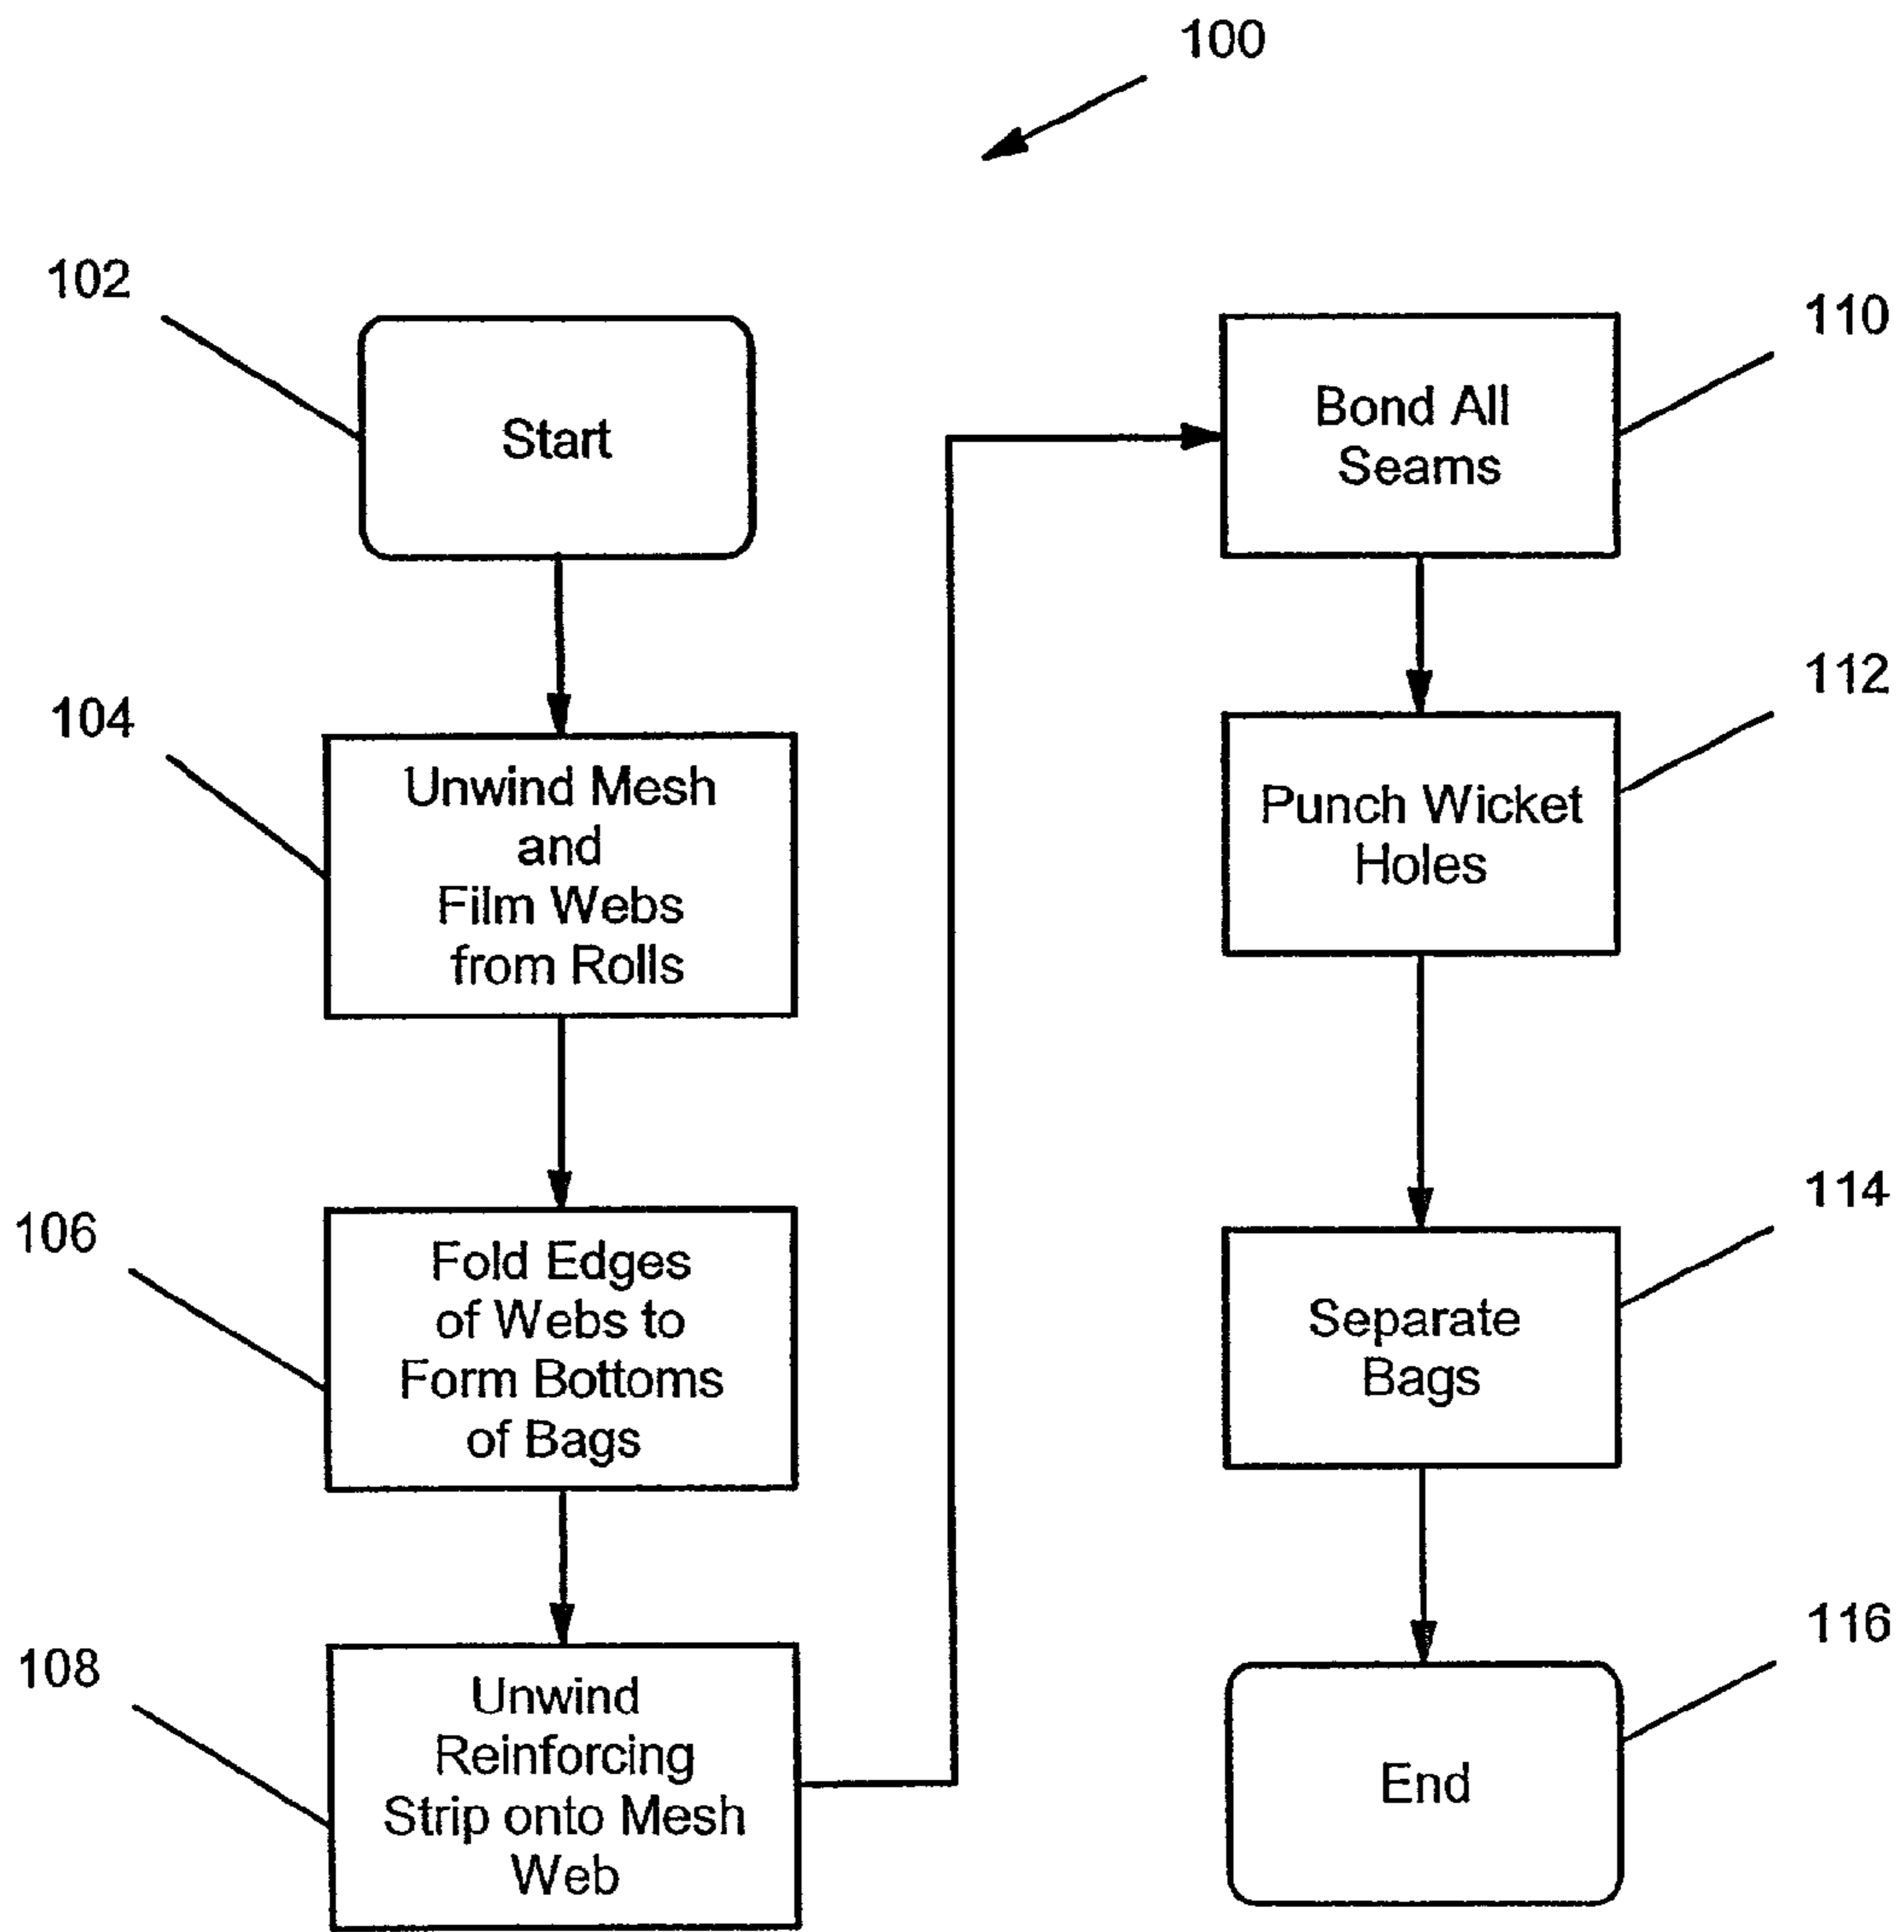 100
102
Start
104
Unwind Mesh
and
Film Webs
from Rolls
106
Fold Edges
of Webs to
Form Bottoms
of Bags
108
Unwind
Reinforcing
Strip onto Mesh
Web
110
Bond All
Seams
112
Punch Wicket
Holes
114
Separate
Bags
116
End